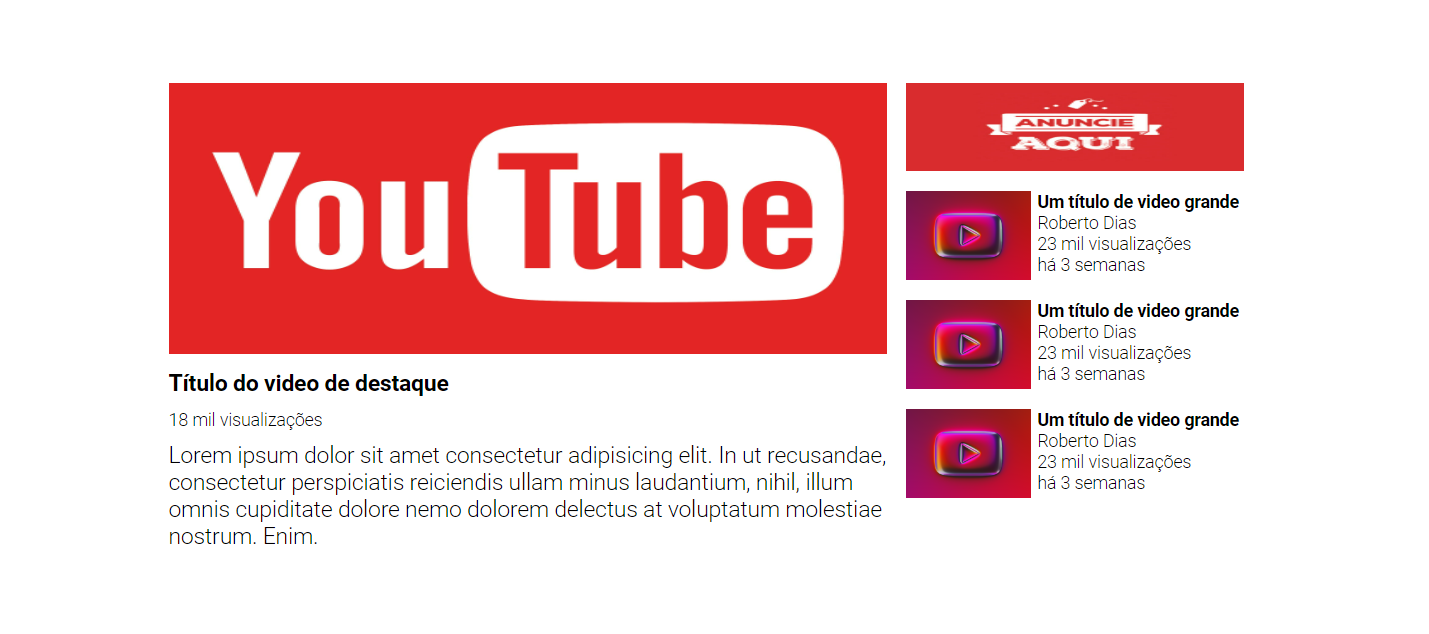 YouTube
Título do video de destaque
18 mil visualizações
Lorem ipsum dolor sit amet consectetur adipisicing elit. In ut recusandae,
consectetur perspiciatis reiciendis ullam minus laudantium, nihil, illum
omnis cupiditate dolore nemo dolorem delectus at voluptatum molestiae
nostrum. Enim.
ANUNCIE
AQUI
Um título de video grande
Roberto Dias
23 mil visualizações
há 3 semanas
Um título de video grande
Roberto Dias
23 mil visualizações
há 3 semanas
Um título de video grande
Roberto Dias
23 mil visualizações
há 3 semanas